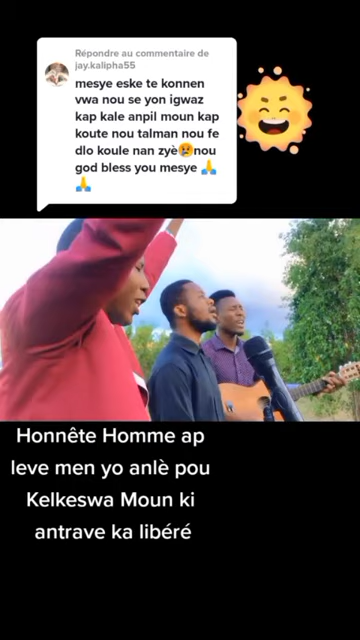 Répondre au commentaire de
jay.kalipha55
mesye eske te konnen
vwa nou se yon igwaz
kap kale anpil moun kap
koute nou talman nou fe
dlo koule nan zyè😢nou
god bless you mesye 🙏
🙏
Honnête Homme ap
leve men yo anlè pou
Kelkeswa Moun ki
antrave ka libéré